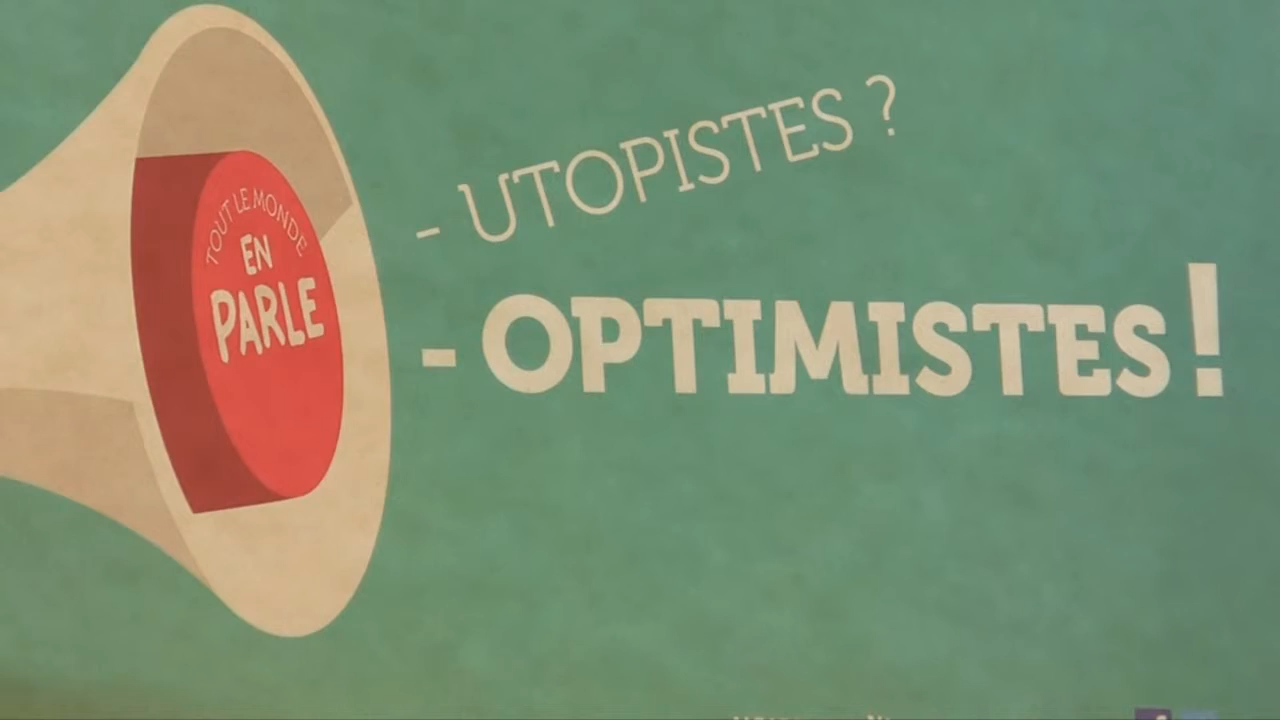 TOUT LE MONDE
EN
PARLE
- UTOPISTES ?
- OPTIMISTES !